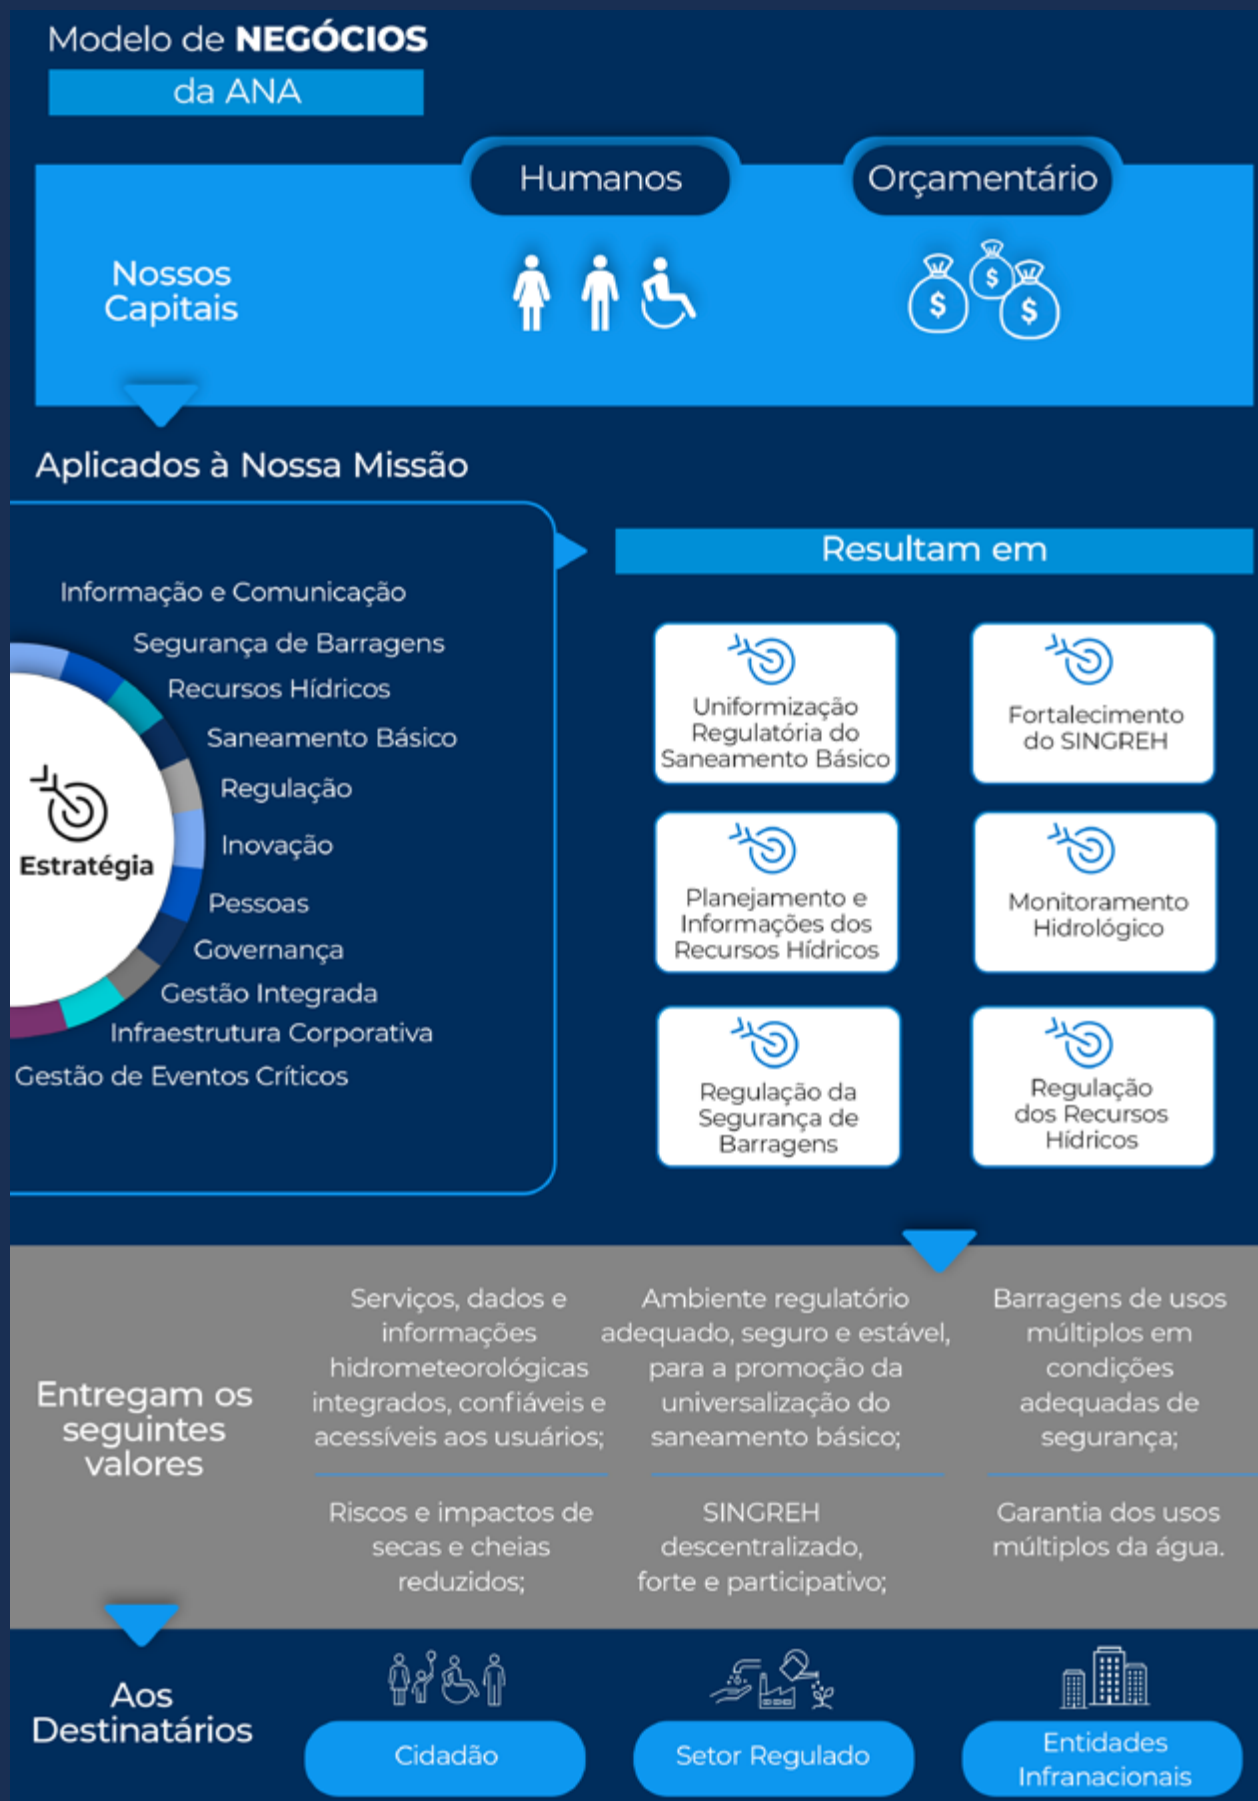 Modelo de NEGÓCIOS
da ANA
Humanos
Orçamentário
Nossos
Capitais
$
$
$
Aplicados à Nossa Missão
Informação e Comunicação
Segurança de Barragens
Recursos Hídricos
Saneamento Básico
Regulação
Inovação
Pessoas
Governança
Gestão Integrada
Infraestrutura Corporativa
Gestão de Eventos Críticos
Estratégia
Resultam em
Uniformização
Regulatória do
Saneamento Básico
Fortalecimento
do SINGREH
Planejamento e
Informações dos
Recursos Hídricos
Monitoramento
Hidrológico
Regulação da
Segurança de
Barragens
Regulação
dos Recursos
Hídricos
Entregam os
seguintes
valores
Serviços, dados e
informações
hidrometeorológicas
integrados, confiáveis e
acessíveis aos usuários;
Ambiente regulatório
adequado, seguro e estável,
para a promoção da
universalização do
saneamento básico;
Barragens de usos
múltiplos em
condições
adequadas de
segurança;
Riscos e impactos de
secas e cheias
reduzidos;
SINGREH
descentralizado,
forte e participativo;
Garantia dos usos
múltiplos da água.
Aos
Destinatários
Cidadão
Setor Regulado
Entidades
Infranacionais